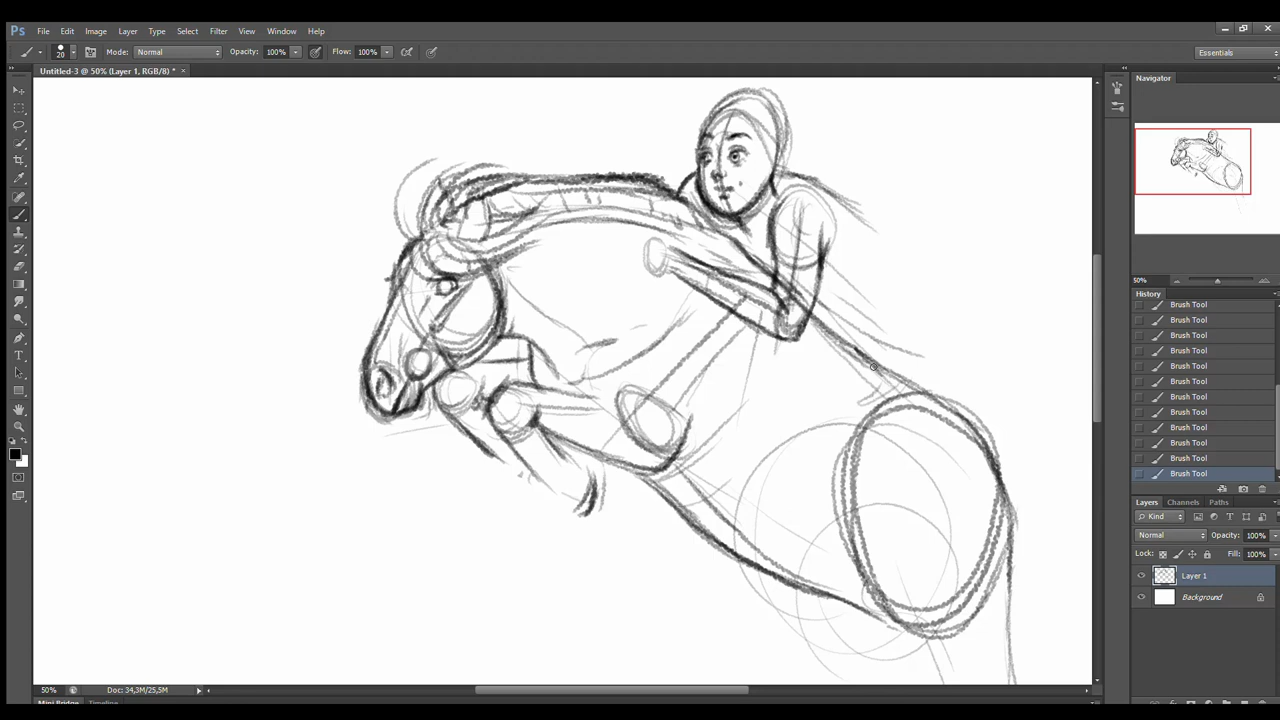 Ps File Edit Image Layer Type Select Filter View Window Help
20 Mode: Normal Opacity: 100% Flow: 100% Essentials
Untitled-3 @ 50% (Layer 1, RGB/8) * ×
Navigator
50%
History
Brush Tool
Brush Tool
Brush Tool
Brush Tool
Brush Tool
Brush Tool
Brush Tool
Brush Tool
Brush Tool
Brush Tool
Brush Tool
Brush Tool
Layers Channels Paths
Kind
Normal Opacity: 100%
Lock: Fill: 100%
Layer 1
Background
50% Doc: 34,3M/25,5M
Mini Bridge Timeline